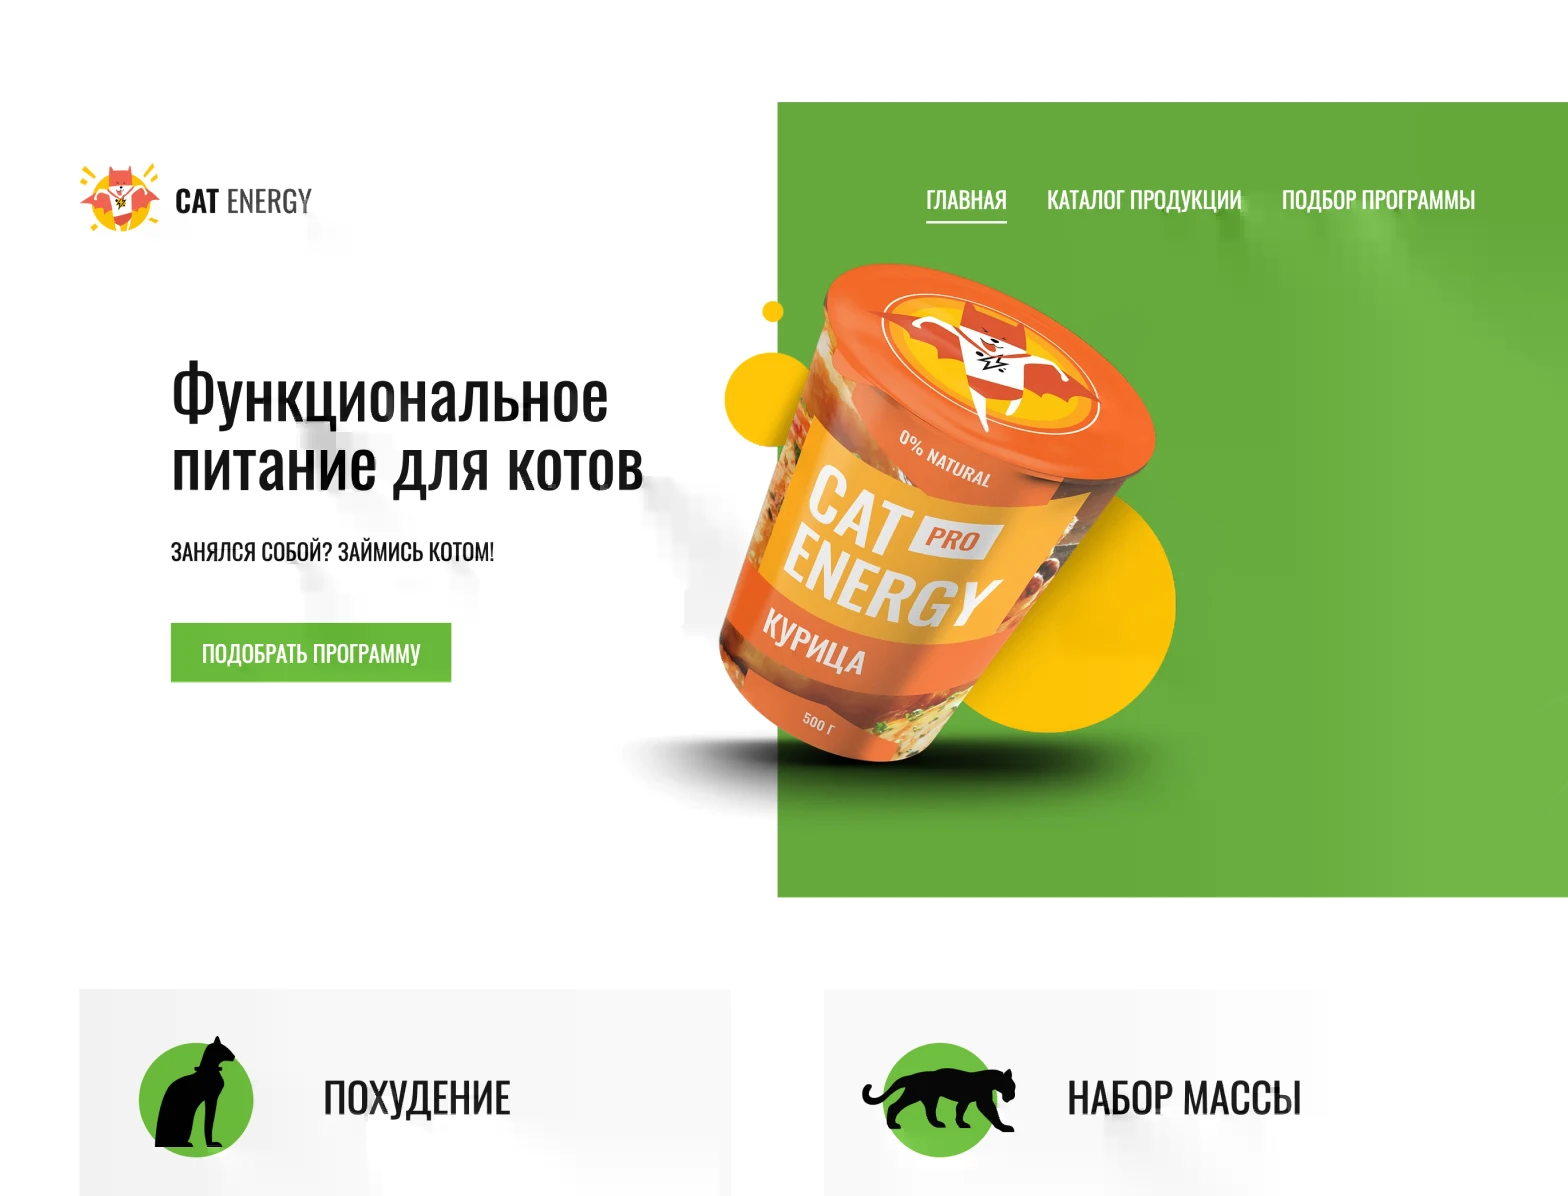 CAT ENERGY
ГЛАВНАЯ КАТАЛОГ ПРОДУКЦИИ ПОДБОР ПРОГРАММЫ
Функциональное
питание для котов
ЗАНЯЛСЯ СОБОЙ? ЗАЙМИСЬ КОТОМ!
ПОДОБРАТЬ ПРОГРАММУ
0% NATURAL
CAT PRO
ENERGY
КУРИЦА
500 Г
ПОХУДЕНИЕ
НАБОР МАССЫ